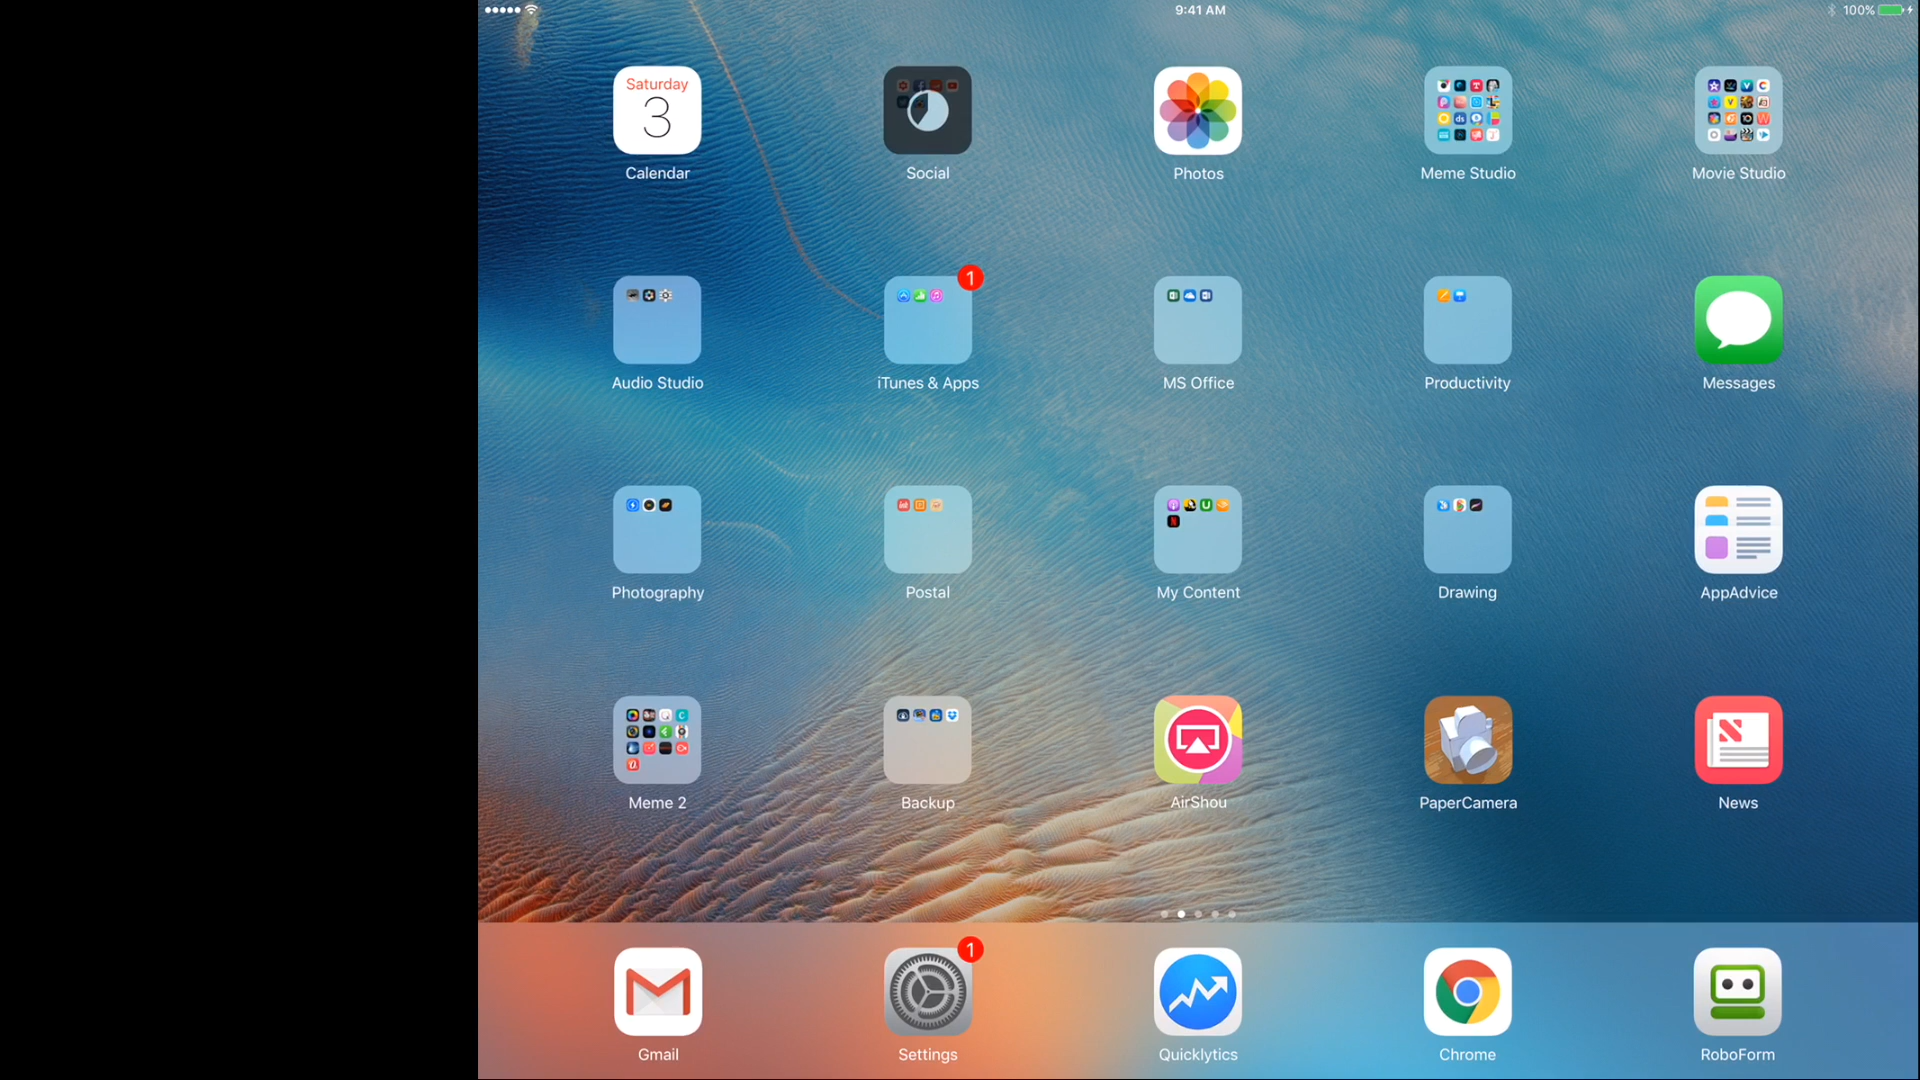 9:41 AM
100%
Saturday
3
Calendar
Social
Photos
Meme Studio
Movie Studio
Audio Studio
1
iTunes & Apps
MS Office
Productivity
Messages
Photography
Postal
My Content
Drawing
AppAdvice
Meme 2
Backup
AirShou
PaperCamera
News
Gmail
1
Settings
Quicklytics
Chrome
RoboForm